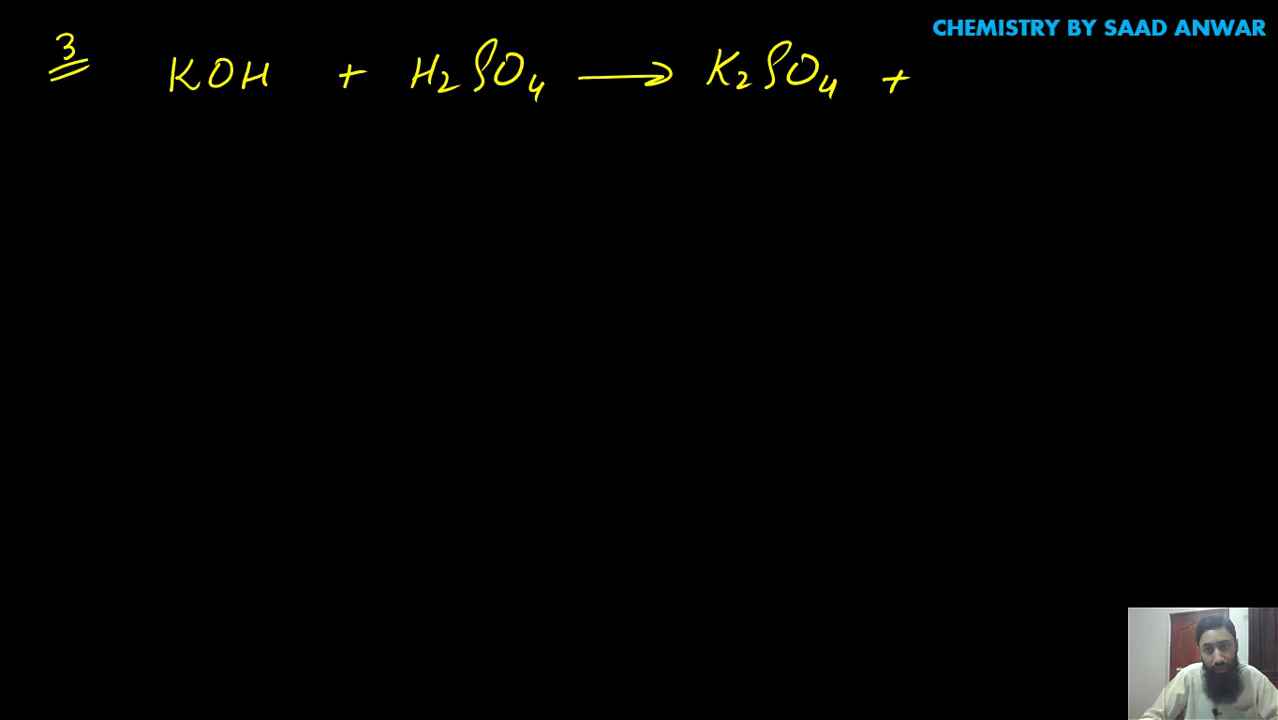 CHEMISTRY BY SAAD ANWAR
3 KOH + H₂SO₄ ⟶ K₂SO₄ +